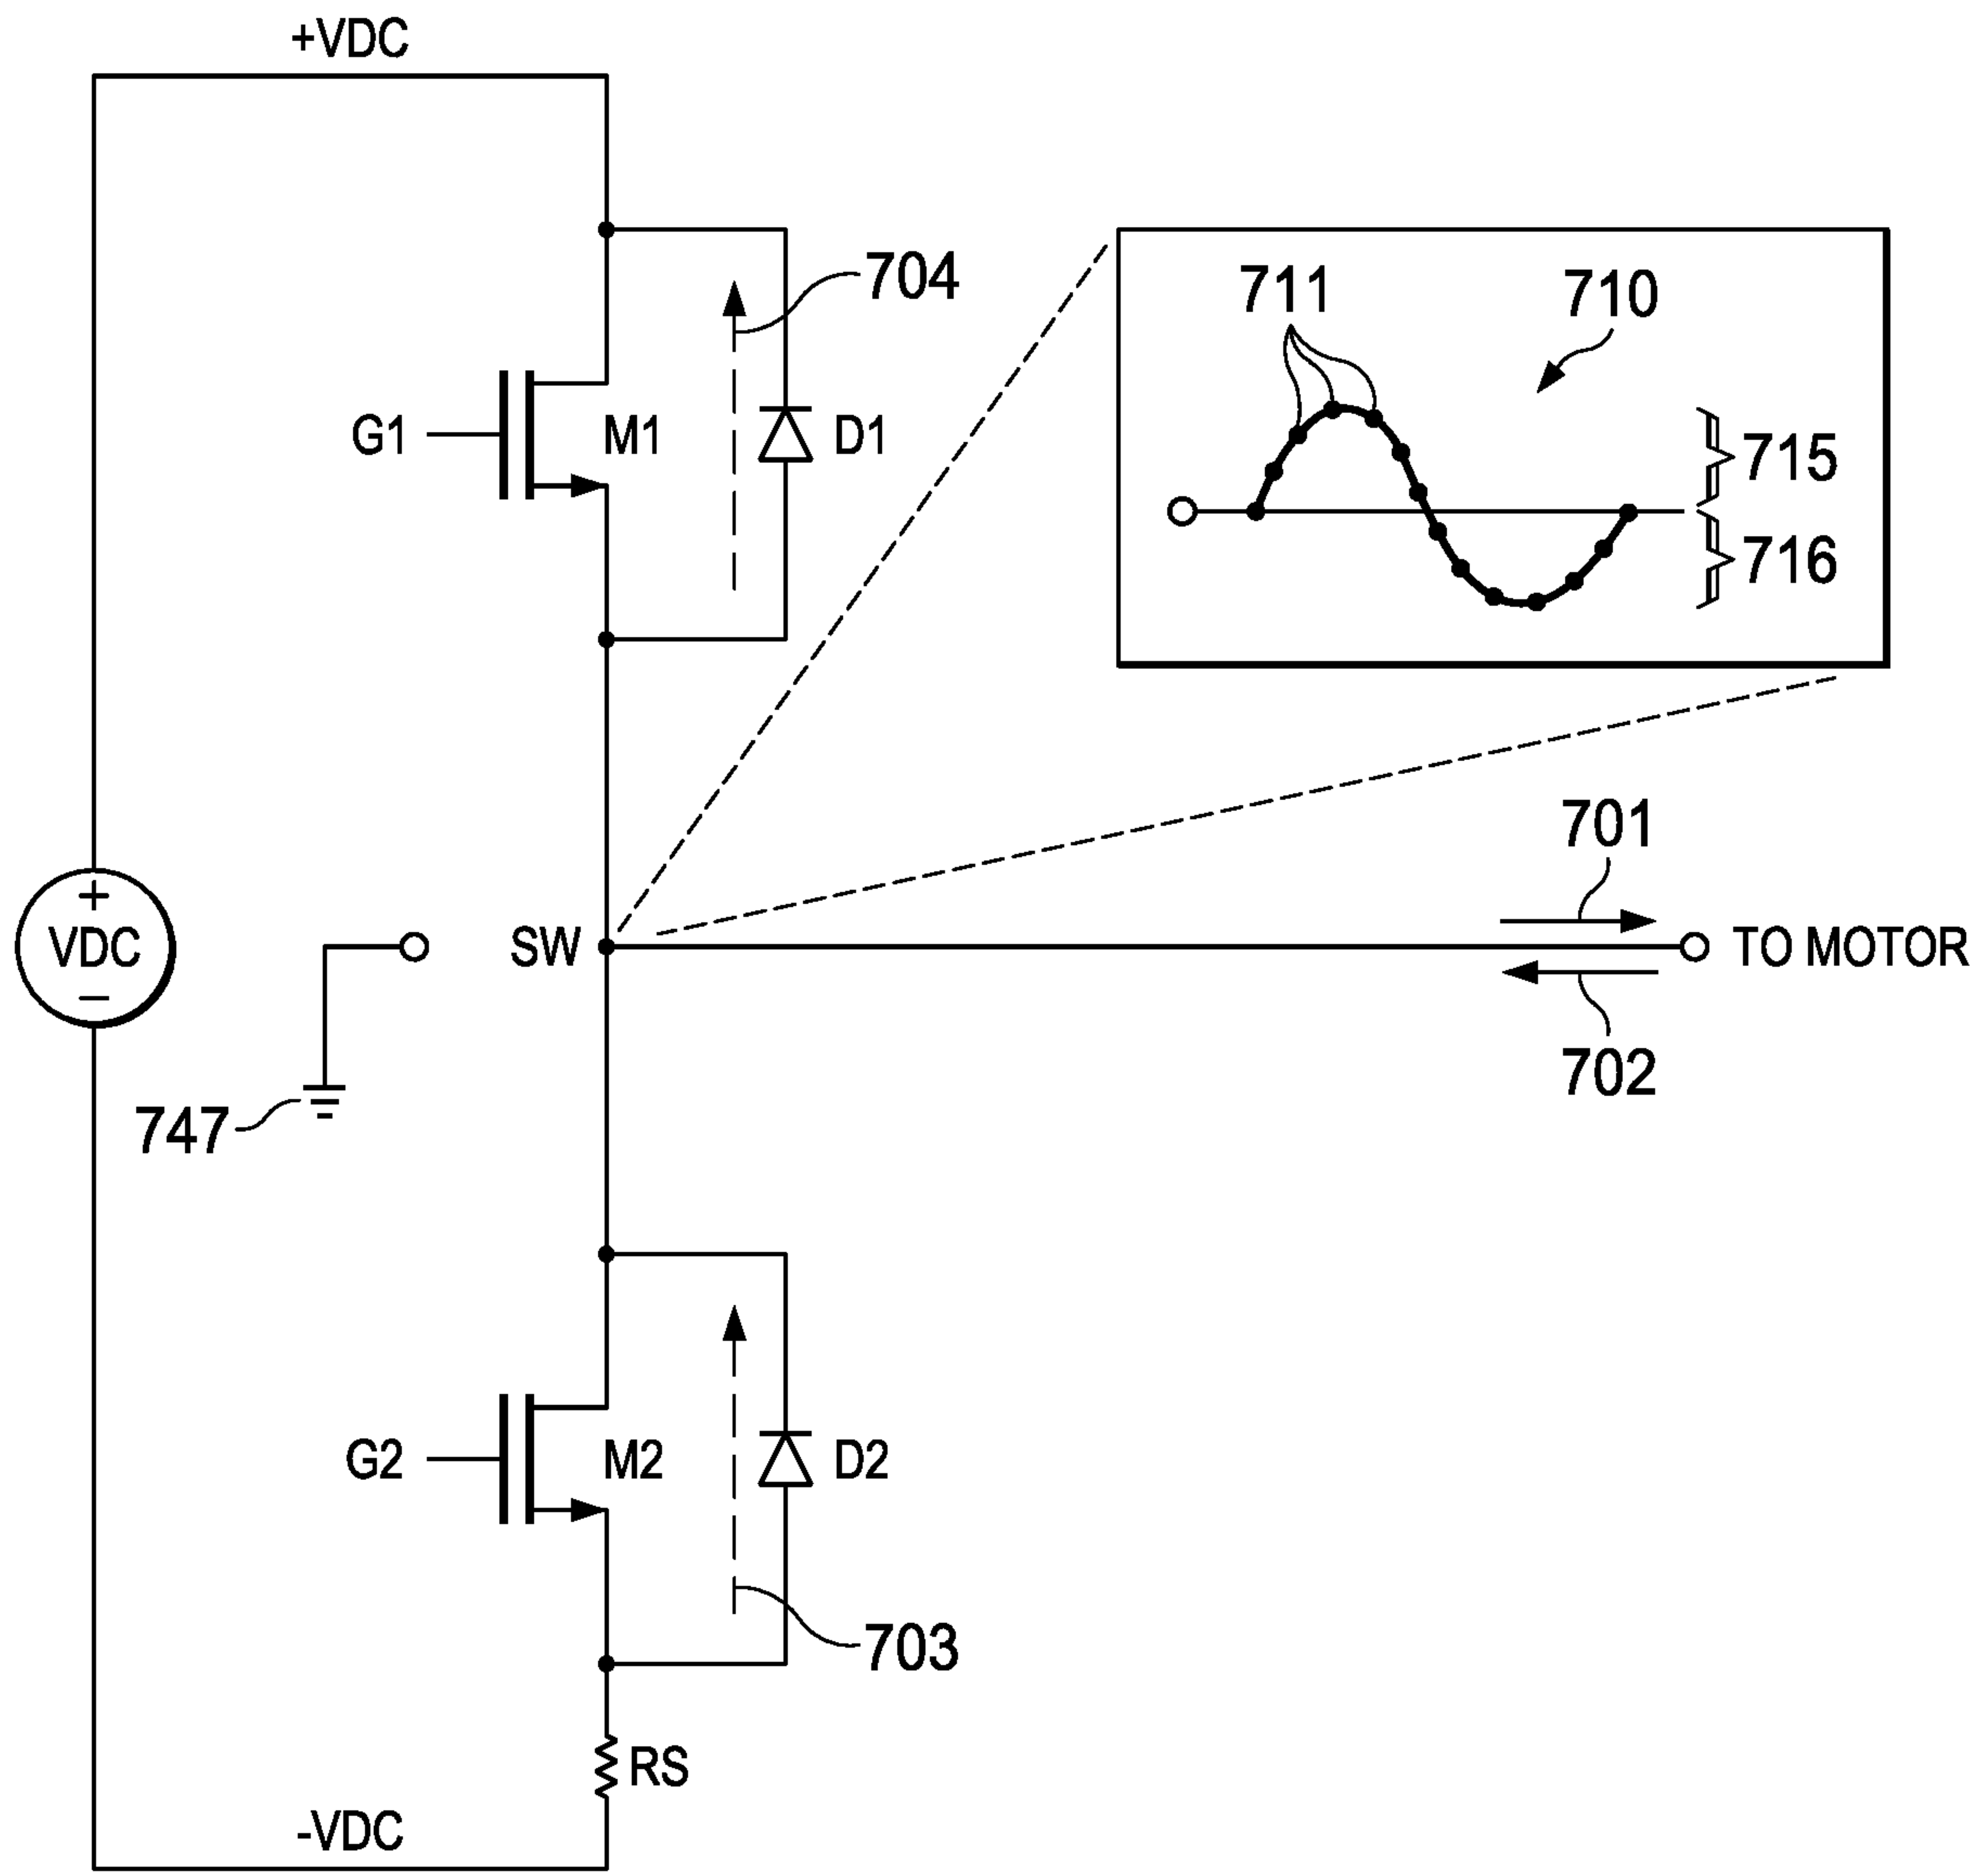 +VDC
704
711
710
G1
M1
D1
715
716
701
+
VDC
−
SW
TO MOTOR
702
747
G2
M2
D2
703
RS
-VDC